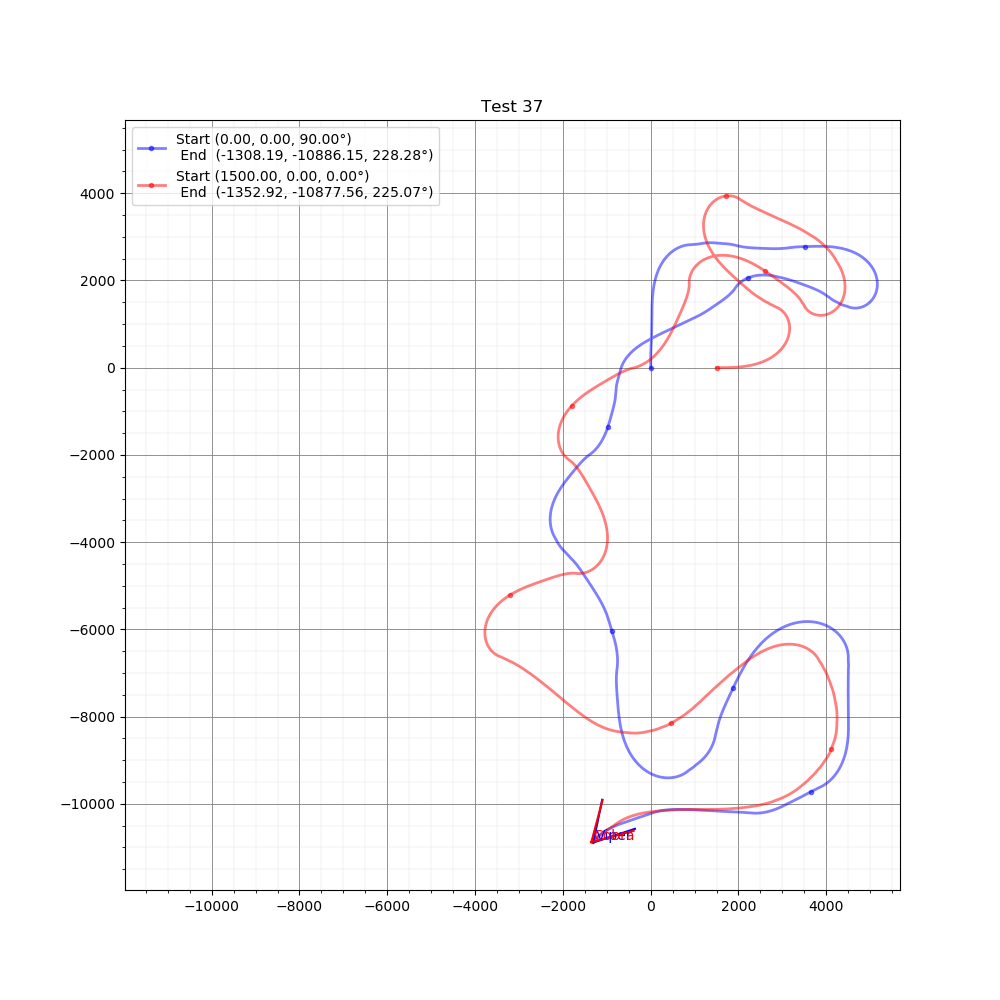 Test 37
Start (0.00, 0.00, 90.00°)
End (-1308.19, -10886.15, 228.28°)
Start (1500.00, 0.00, 0.00°)
End (-1352.92, -10877.56, 225.07°)
4000
2000
0
−2000
−4000
−6000
−8000
−10000
−10000 −8000 −6000 −4000 −2000 0 2000 4000